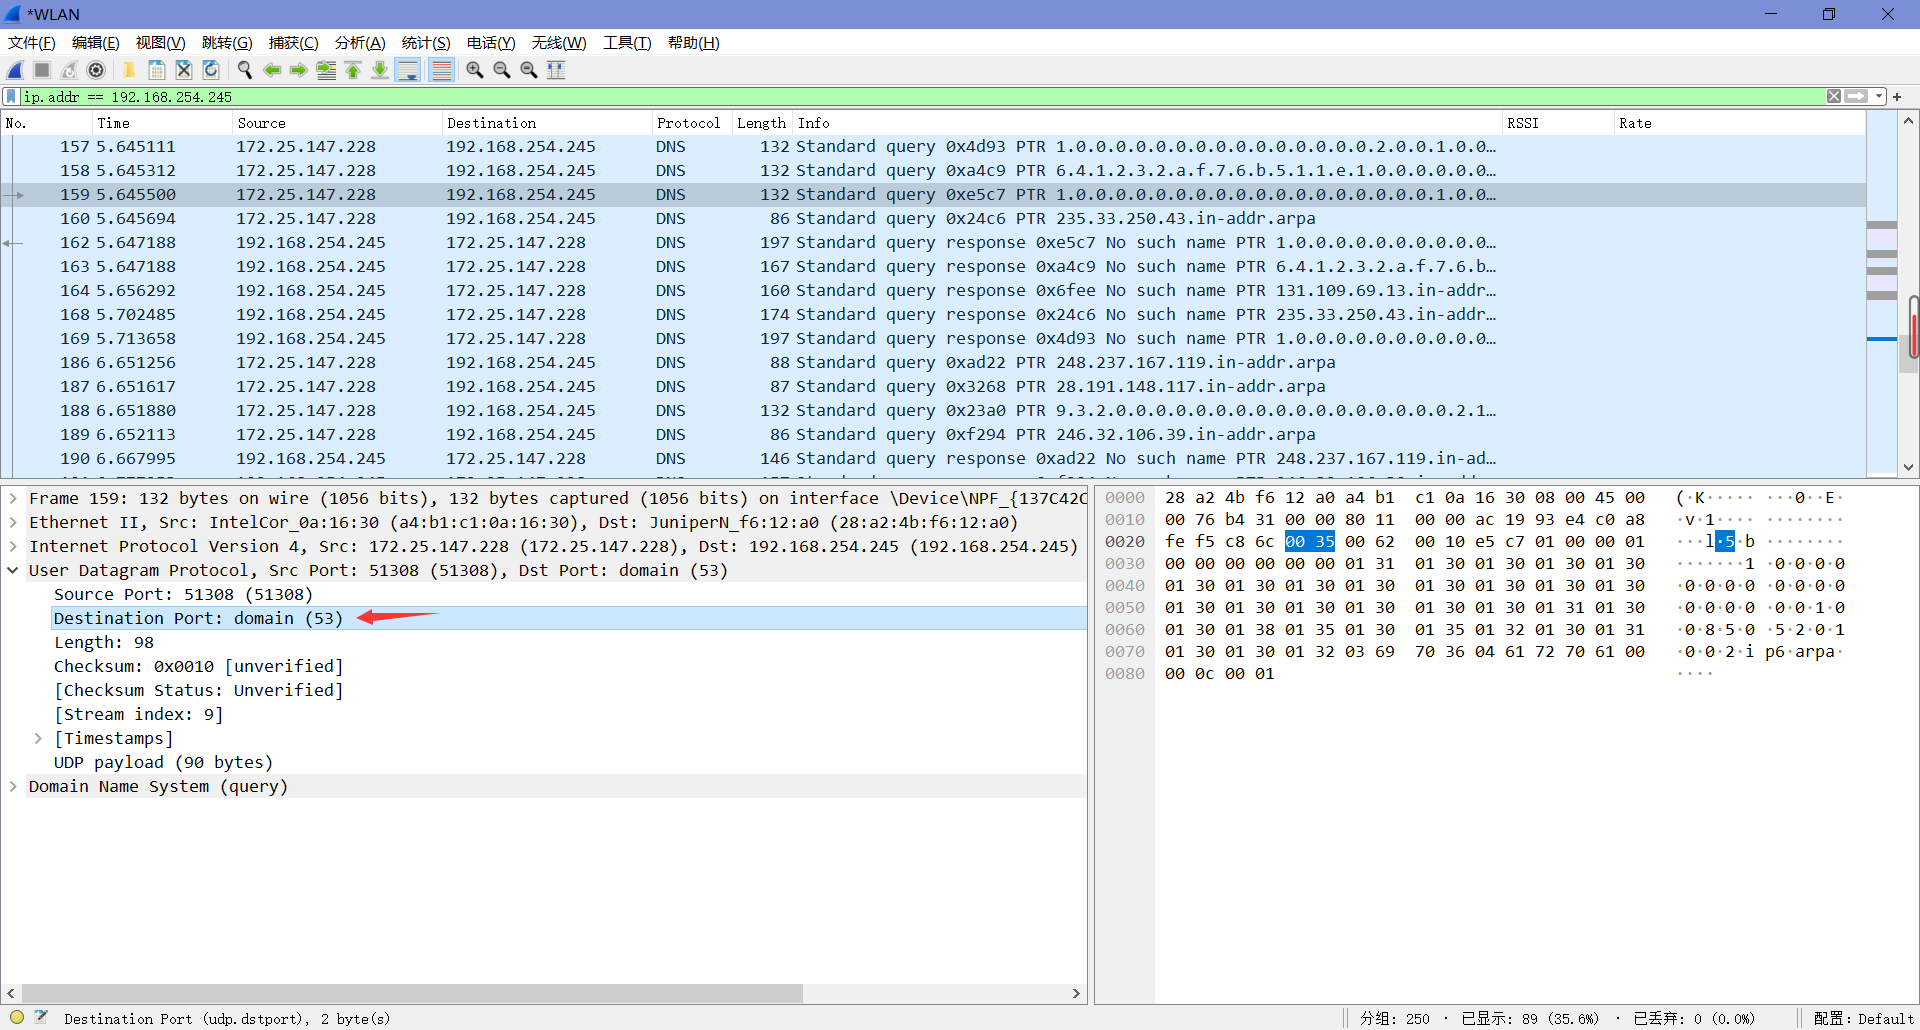 *WLAN
文件(F) 编辑(E) 视图(V) 跳转(G) 捕获(C) 分析(A) 统计(S) 电话(Y) 无线(W) 工具(T) 帮助(H)
ip.addr == 192.168.254.245
No. Time Source Destination Protocol Length Info RSSI Rate
157 5.645111 172.25.147.228 192.168.254.245 DNS 132 Standard query 0x4d93 PTR 1.0.0.0.0.0.0.0.0.0.0.0.0.0.0.0.2.0.0.1.0.0…
158 5.645312 172.25.147.228 192.168.254.245 DNS 132 Standard query 0xa4c9 PTR 6.4.1.2.3.2.a.f.7.6.b.5.1.1.e.1.0.0.0.0.0.0…
159 5.645500 172.25.147.228 192.168.254.245 DNS 132 Standard query 0xe5c7 PTR 1.0.0.0.0.0.0.0.0.0.0.0.0.0.0.0.0.0.0.1.0.0…
160 5.645694 172.25.147.228 192.168.254.245 DNS 86 Standard query 0x24c6 PTR 235.33.250.43.in-addr.arpa
162 5.647188 192.168.254.245 172.25.147.228 DNS 197 Standard query response 0xe5c7 No such name PTR 1.0.0.0.0.0.0.0.0.0.0…
163 5.647188 192.168.254.245 172.25.147.228 DNS 167 Standard query response 0xa4c9 No such name PTR 6.4.1.2.3.2.a.f.7.6.b…
164 5.656292 192.168.254.245 172.25.147.228 DNS 160 Standard query response 0x6fee No such name PTR 131.109.69.13.in-addr…
168 5.702485 192.168.254.245 172.25.147.228 DNS 174 Standard query response 0x24c6 No such name PTR 235.33.250.43.in-addr…
169 5.713658 192.168.254.245 172.25.147.228 DNS 197 Standard query response 0x4d93 No such name PTR 1.0.0.0.0.0.0.0.0.0.0…
186 6.651256 172.25.147.228 192.168.254.245 DNS 88 Standard query 0xad22 PTR 248.237.167.119.in-addr.arpa
187 6.651617 172.25.147.228 192.168.254.245 DNS 87 Standard query 0x3268 PTR 28.191.148.117.in-addr.arpa
188 6.651880 172.25.147.228 192.168.254.245 DNS 132 Standard query 0x23a0 PTR 9.3.2.0.0.0.0.0.0.0.0.0.0.0.0.0.0.0.0.0.2.1…
189 6.652113 172.25.147.228 192.168.254.245 DNS 86 Standard query 0xf294 PTR 246.32.106.39.in-addr.arpa
190 6.667995 192.168.254.245 172.25.147.228 DNS 146 Standard query response 0xad22 No such name PTR 248.237.167.119.in-ad…
Frame 159: 132 bytes on wire (1056 bits), 132 bytes captured (1056 bits) on interface \Device\NPF_{137C42C
Ethernet II, Src: IntelCor_0a:16:30 (a4:b1:c1:0a:16:30), Dst: JuniperN_f6:12:a0 (28:a2:4b:f6:12:a0)
Internet Protocol Version 4, Src: 172.25.147.228 (172.25.147.228), Dst: 192.168.254.245 (192.168.254.245)
User Datagram Protocol, Src Port: 51308 (51308), Dst Port: domain (53)
Source Port: 51308 (51308)
Destination Port: domain (53)
Length: 98
Checksum: 0x0010 [unverified]
[Checksum Status: Unverified]
[Stream index: 9]
[Timestamps]
UDP payload (90 bytes)
Domain Name System (query)
0000 28 a2 4b f6 12 a0 a4 b1 c1 0a 16 30 08 00 45 00 (·K····· ···0··E·
0010 00 76 b4 31 00 00 80 11 00 00 ac 19 93 e4 c0 a8 ·v·1···· ········
0020 fe f5 c8 6c 00 35 00 62 00 10 e5 c7 01 00 00 01 ···l·5·b ········
0030 00 00 00 00 00 00 01 31 01 30 01 30 01 30 01 30 ·······1 ·0·0·0·0
0040 01 30 01 30 01 30 01 30 01 30 01 30 01 30 01 30 ·0·0·0·0 ·0·0·0·0
0050 01 30 01 30 01 30 01 30 01 30 01 30 01 31 01 30 ·0·0·0·0 ·0·0·1·0
0060 01 30 01 38 01 35 01 30 01 35 01 32 01 30 01 31 ·0·8·5·0 ·5·2·0·1
0070 01 30 01 30 01 32 03 69 70 36 04 61 72 70 61 00 ·0·0·2·i p6·arpa·
0080 00 0c 00 01 ····
Destination Port (udp.dstport), 2 byte(s) 分组: 250 · 已显示: 89 (35.6%) · 已丢弃: 0 (0.0%) 配置: Default